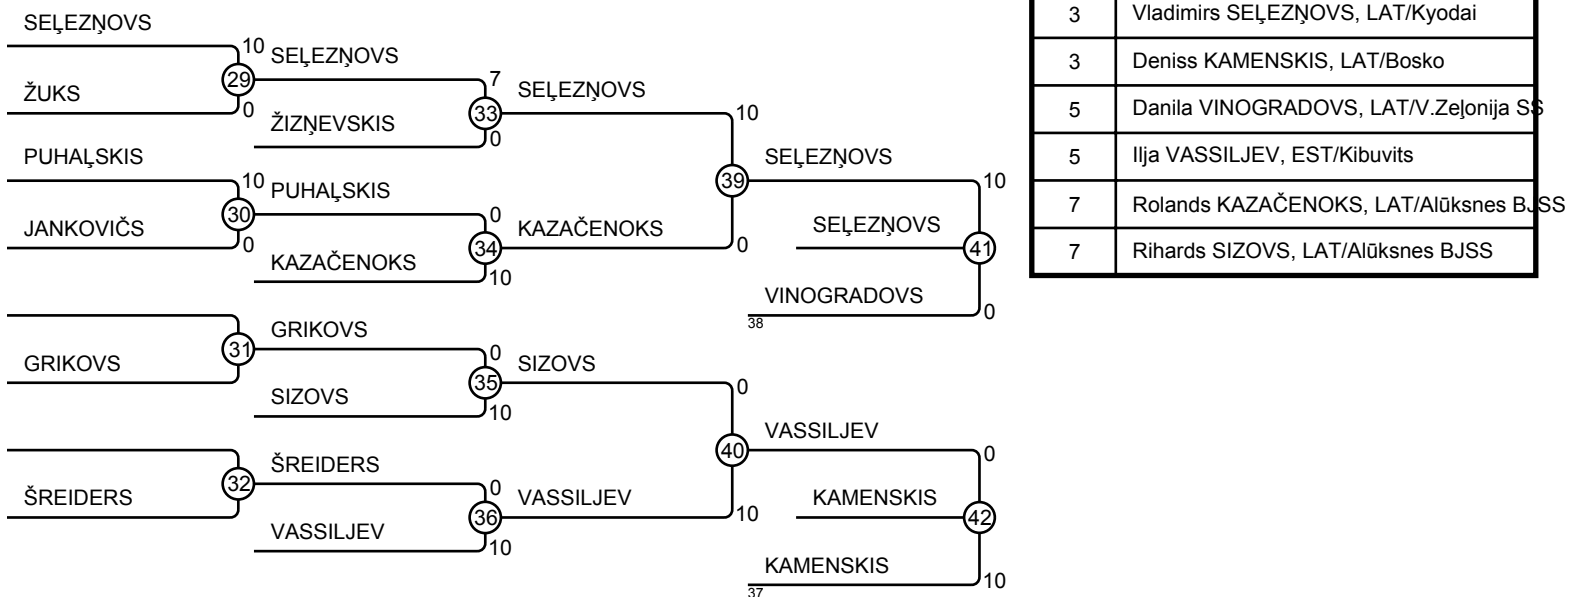 SEĻEZŅOVS
10
29
ŽUKS
0
SEĻEZŅOVS
7
33
ŽIZŅEVSKIS
0
PUHAĻSKIS
10
30
JANKOVIČS
0
PUHAĻSKIS
0
34
KAZAČENOKS
10
SEĻEZŅOVS
10
39
KAZAČENOKS
0
GRIKOVS
31
GRIKOVS
0
35
SIZOVS
10
ŠREIDERS
32
ŠREIDERS
0
36
VASSILJEV
10
SIZOVS
0
40
VASSILJEV
10
SEĻEZŅOVS
10
SEĻEZŅOVS
41
VINOGRADOVS
0
38
VASSILJEV
0
KAMENSKIS
42
KAMENSKIS
10
37
3 Vladimirs SEĻEZŅOVS, LAT/Kyodai
3 Deniss KAMENSKIS, LAT/Bosko
5 Danila VINOGRADOVS, LAT/V.Zeļonija SS
5 Iļja VASSILJEV, EST/Kibuvits
7 Rolands KAZAČENOKS, LAT/Alūksnes BJSS
7 Rihards SIZOVS, LAT/Alūksnes BJSS